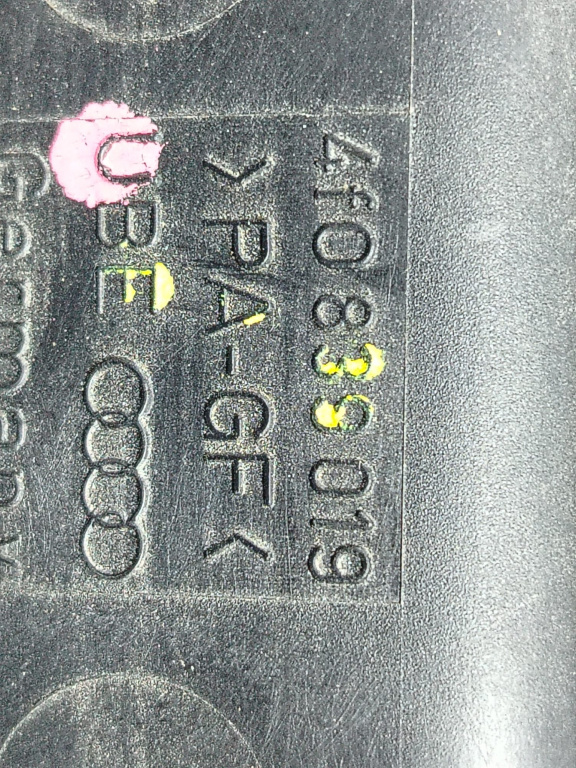 4f0 839 019
>PA-GF<
UBE
Germany